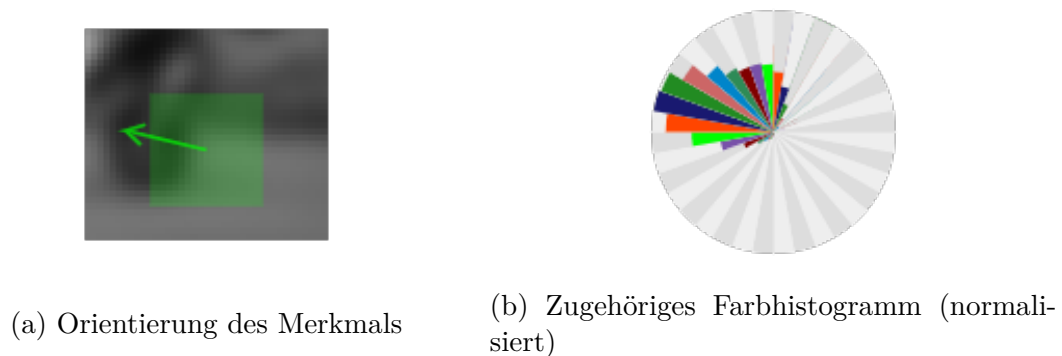 (a) Orientierung des Merkmals
(b) Zugehöriges Farbhistogramm (normali-
siert)